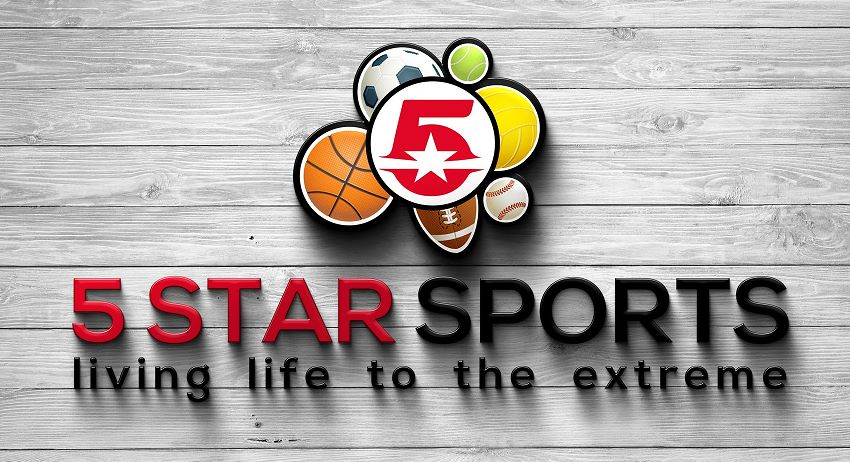 5
5 STAR SPORTS
living life to the extreme